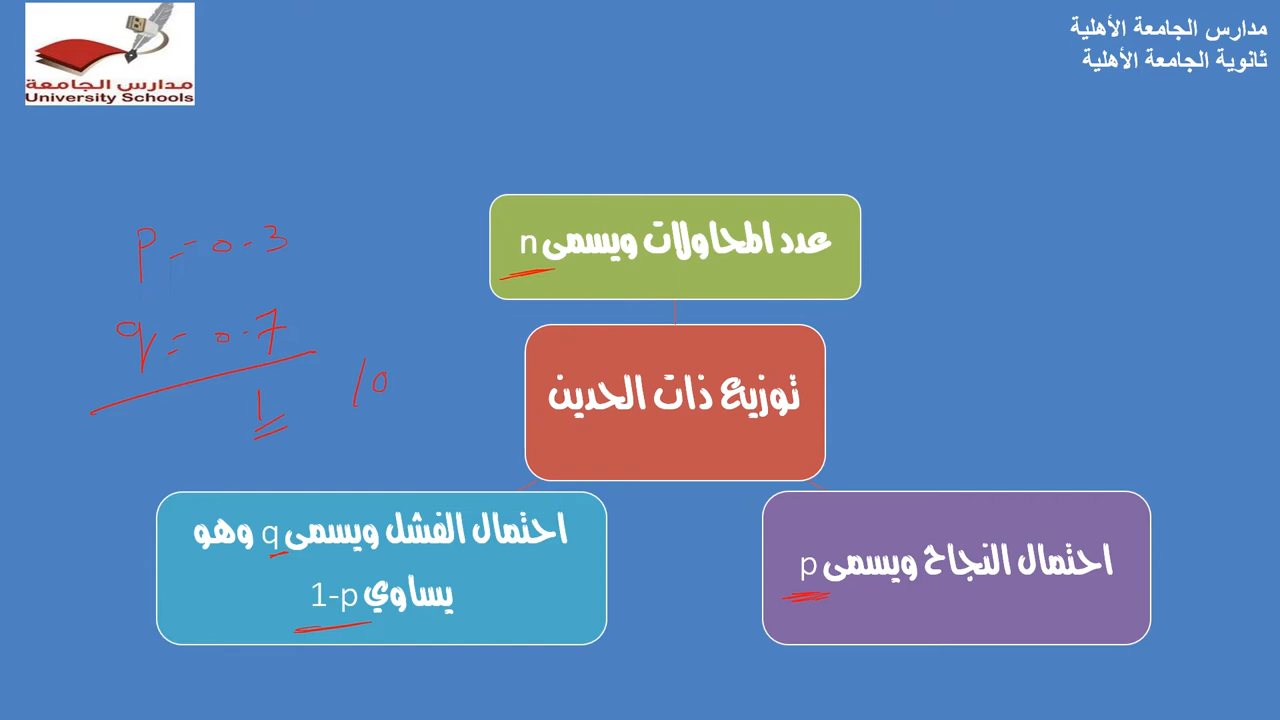 مدارس الجامعة الأهلية
ثانوية الجامعة الأهلية
مدارس الجامعة
University Schools
عدد المحاولات ويسمى n
توزيع ذات الحدين
احتمال النجاح ويسمى p
احتمال الفشل ويسمى q وهو
يساوي 1-p
p = 0.3
q = 0.7
1